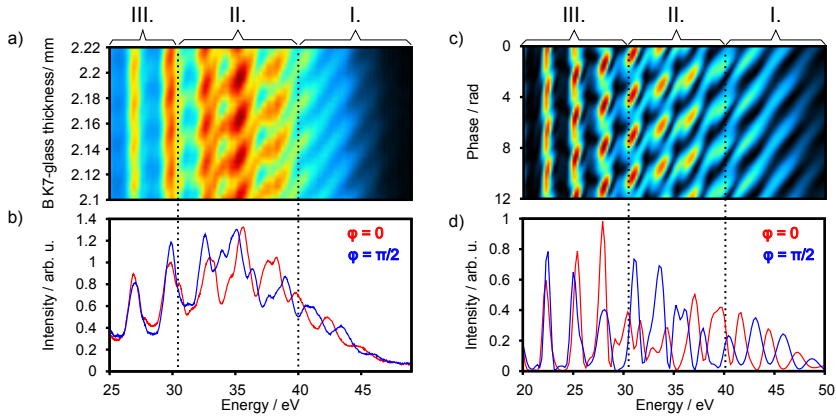 III. II. I.
a)
BK7-glass thickness/ mm
2.22
2.2
2.18
2.16
2.14
2.12
2.1
III. II. I.
c)
Phase / rad
0
4
8
12
b)
Intensity / arb. u.
1.4
1.2
1
0.8
0.6
0.4
0.2
0
φ = 0
φ = π/2
25 30 35 40 45
Energy / eV
d)
Intensity / arb. u.
1
0.8
0.6
0.4
0.2
0
φ = 0
φ = π/2
20 25 30 35 40 45 50
Energy / eV